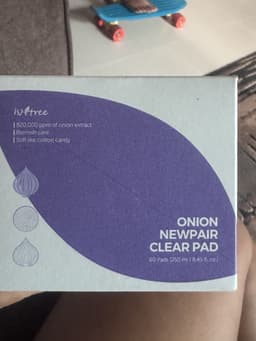 isntree
| 820,000 ppm of onion extract
| Blemish care
| Soft like cotton candy
ONION
NEWPAIR
CLEAR PAD
60 Pads (250 ml | 8.45 fl. oz.)